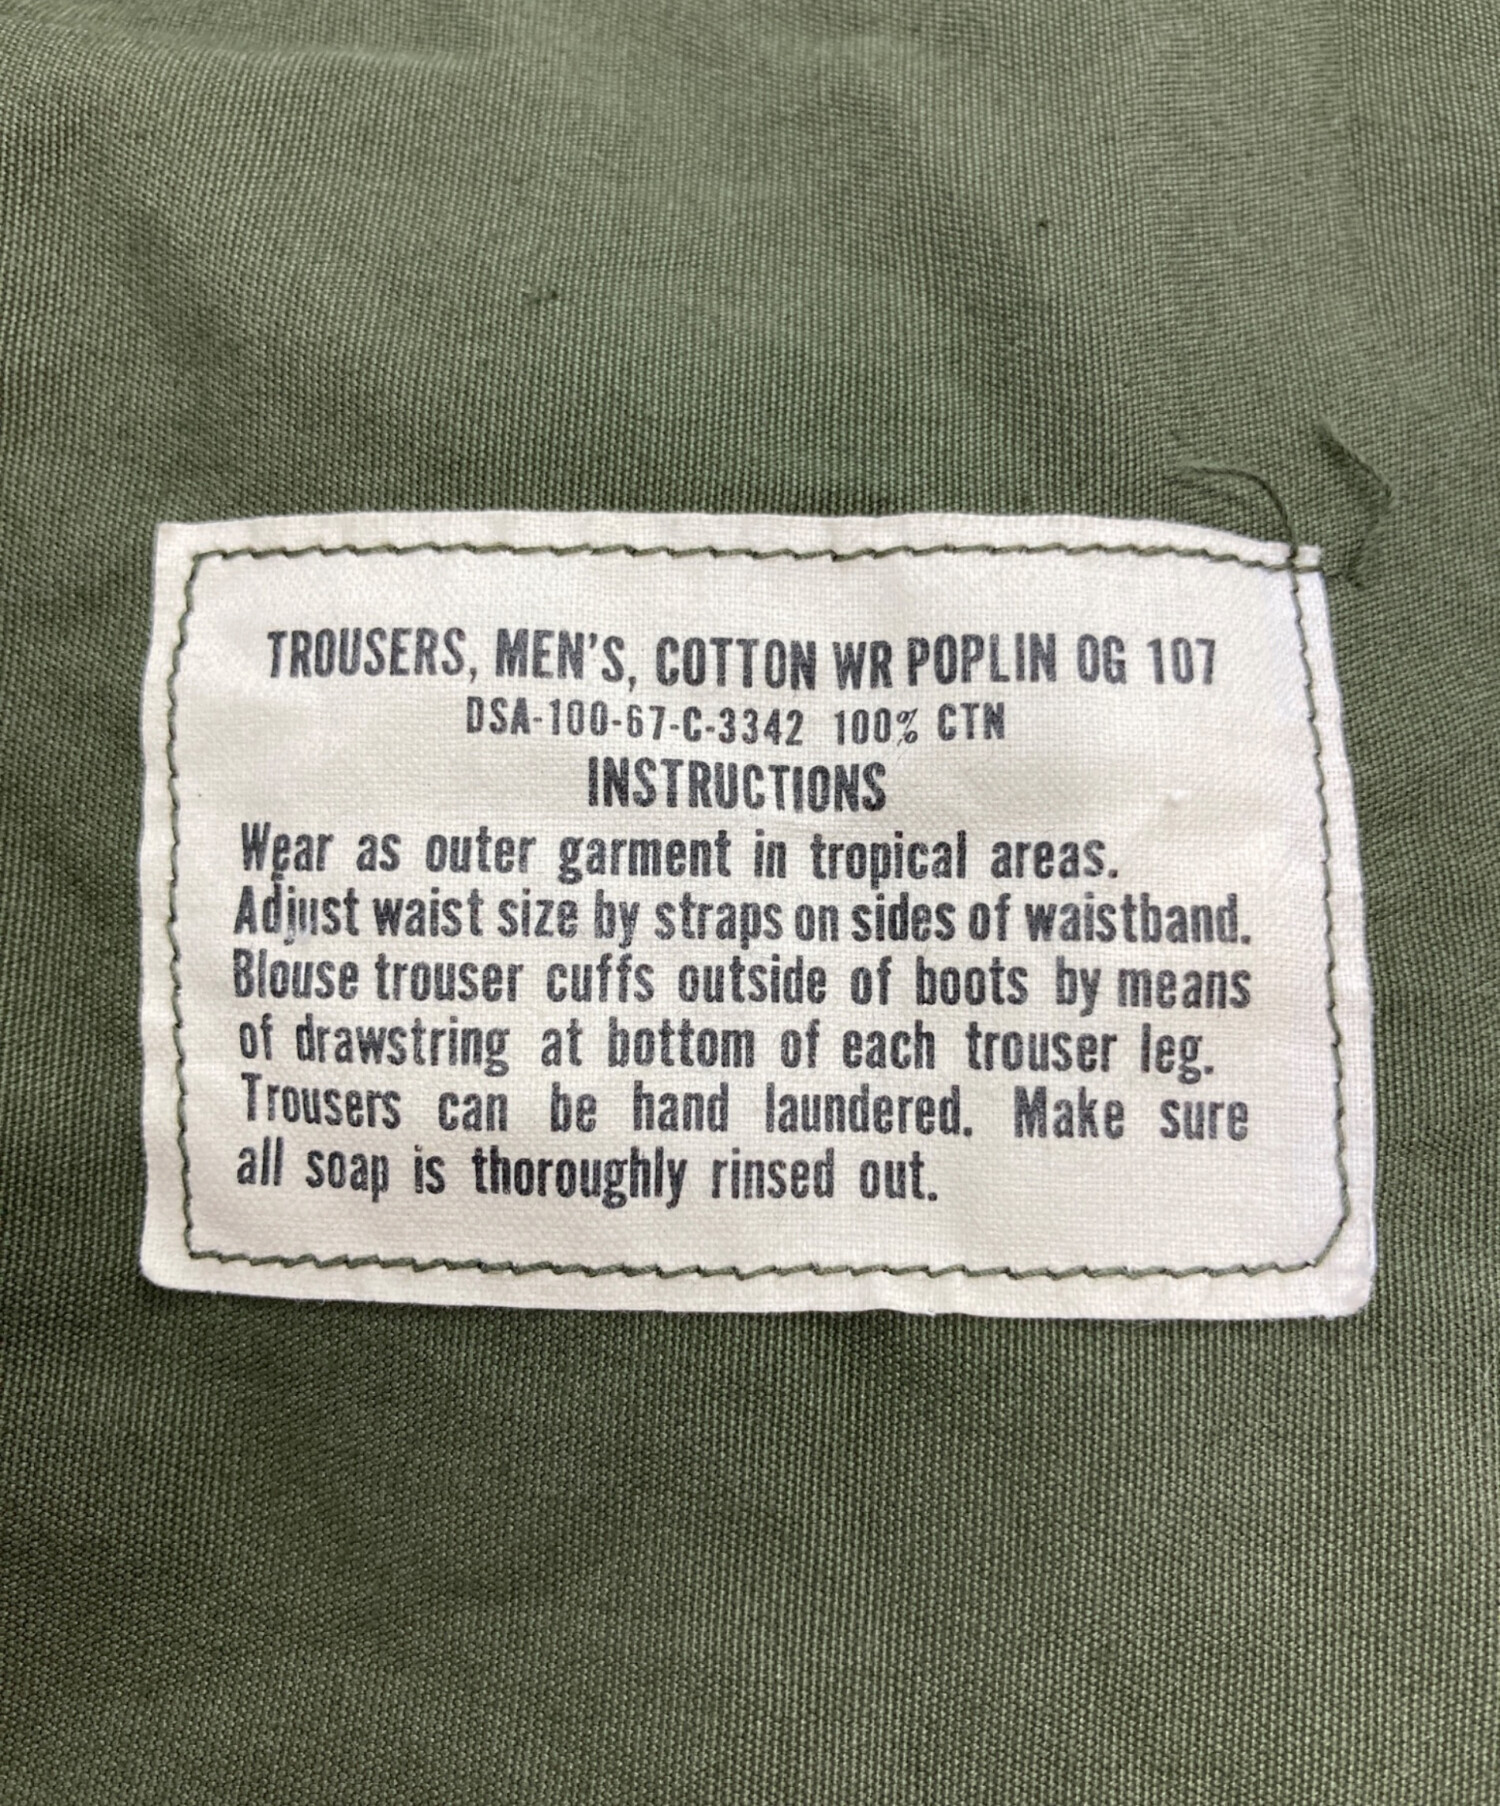 TROUSERS, MEN'S, COTTON WR POPLIN OG 107
DSA-100-67-C-3342 100% CTN
INSTRUCTIONS
Wear as outer garment in tropical areas.
Adjust waist size by straps on sides of waistband.
Blouse trouser cuffs outside of boots by means
of drawstring at bottom of each trouser leg.
Trousers can be hand laundered. Make sure
all soap is thoroughly rinsed out.